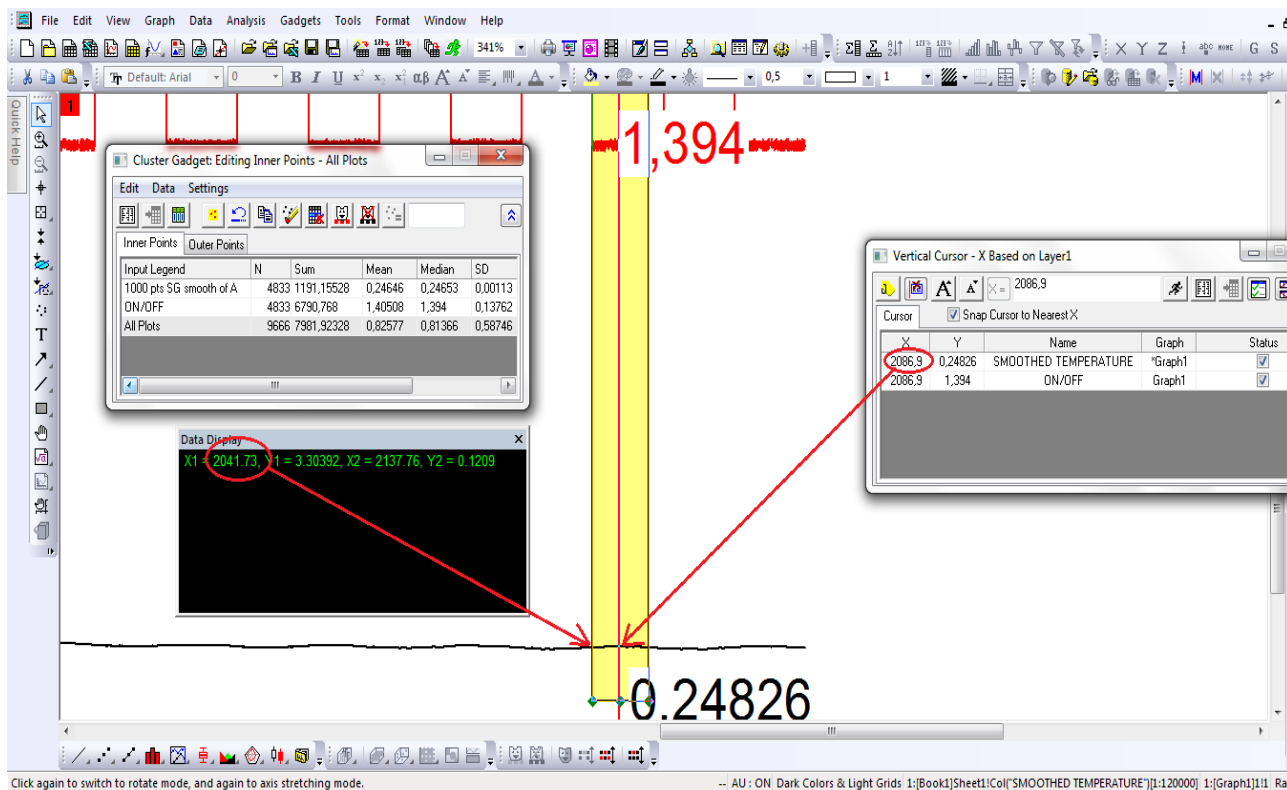 File Edit View Graph Data Analysis Gadgets Tools Format Window Help
341%
X Y Z
G S
Default: Arial 0 B I U x² x₂ αβ A A A 0,5 1
Quick Help
1
1,394
Cluster Gadget: Editing Inner Points - All Plots
Edit Data Settings
Inner Points Outer Points
Input Legend N Sum Mean Median SD
1000 pts SG smooth of A 4833 1191,15528 0,24646 0,24653 0,00113
ON/OFF 4833 6790,768 1,40508 1,394 0,13762
All Plots 9666 7981,92328 0,82577 0,81366 0,58746
Vertical Cursor - X Based on Layer1
X = 2086,9
Cursor Snap Cursor to Nearest X
X Y Name Graph Status
2086,9 0,24826 SMOOTHED TEMPERATURE *Graph1
2086,9 1,394 ON/OFF Graph1
Data Display
X1 = 2041.73, Y1 = 3.30392, X2 = 2137.76, Y2 = 0.1209
0.24826
Click again to switch to rotate mode, and again to axis stretching mode.
-- AU : ON Dark Colors & Light Grids 1:[Book1]Sheet1!Col("SMOOTHED TEMPERATURE")[1:120000] 1:[Graph1]1!1 Ra